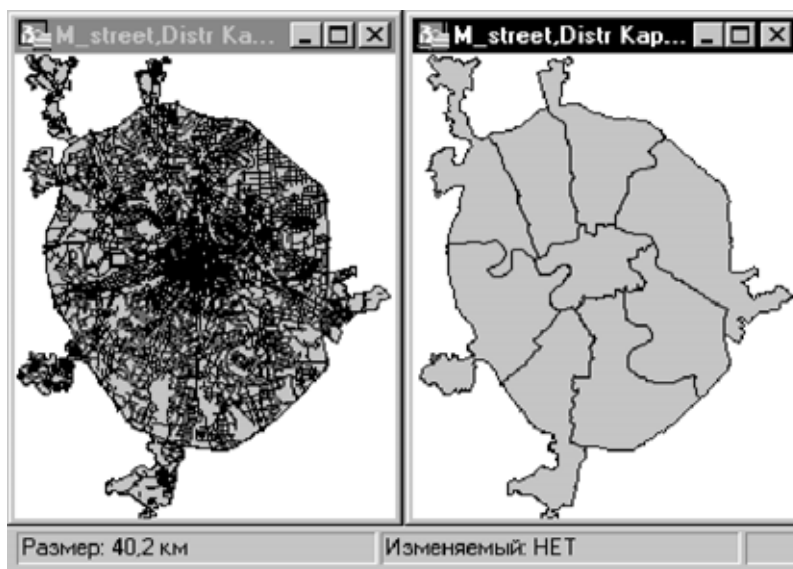 M_street,Distr Ka...
M_street,Distr Kap...
Размер: 40,2 км
Изменяемый: НЕТ